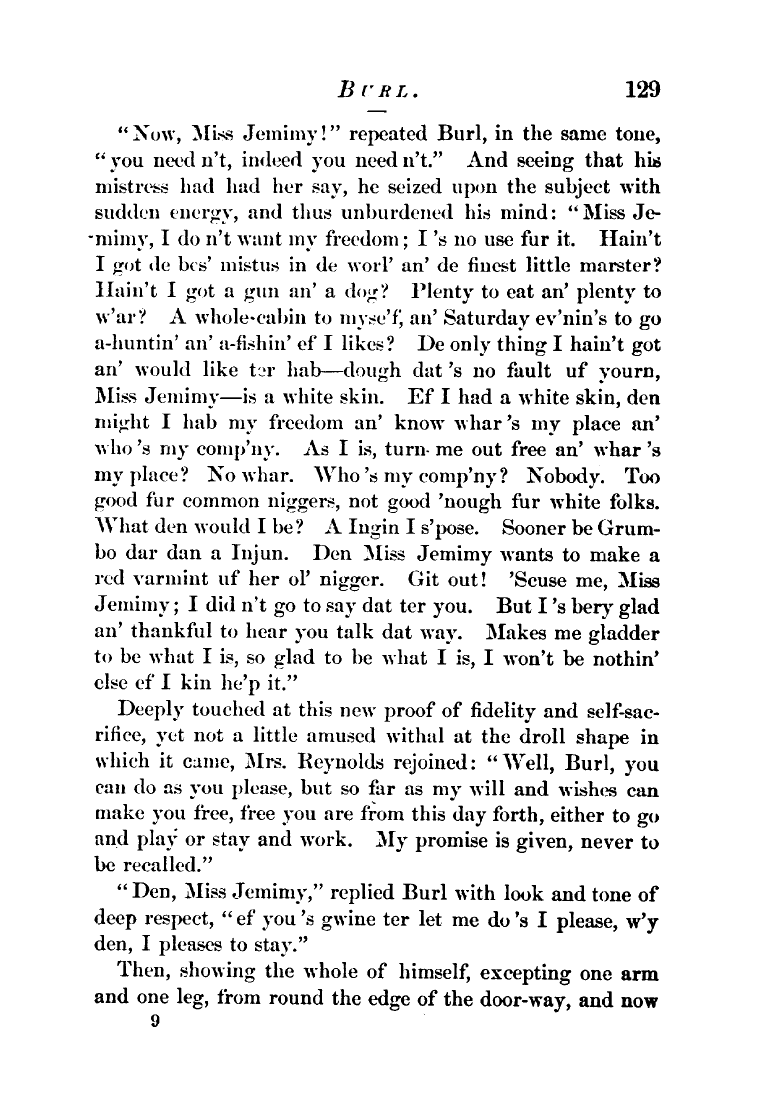 BURL. 129
"Now, Miss Jemimy!" repeated Burl, in the same tone,
"you need n't, indeed you need n't." And seeing that his
mistress had had her say, he seized upon the subject with
sudden energy, and thus unburdened his mind: "Miss Je-
mimy, I do n't want my freedom; I 's no use fur it. Hain't
I got de bes' mistus in de worl' an' de finest little marster?
Hain't I got a gun an' a dog? Plenty to eat an' plenty to
w'ar? A whole-cabin to myse'f, an' Saturday ev'nin's to go
a-huntin' an' a-fishin' ef I likes? De only thing I hain't got
an' would like ter hab—dough dat 's no fault uf yourn,
Miss Jemimy—is a white skin. Ef I had a white skin, den
might I hab my freedom an' know whar 's my place an'
who 's my comp'ny. As I is, turn me out free an' whar 's
my place? No whar. Who 's my comp'ny? Nobody. Too
good fur common niggers, not good 'nough fur white folks.
What den would I be? A Ingin I s'pose. Sooner be Grum-
bo dar dan a Injun. Den Miss Jemimy wants to make a
red varmint uf her ol' nigger. Git out! 'Scuse me, Miss
Jemimy; I did n't go to say dat ter you. But I 's bery glad
an' thankful to hear you talk dat way. Makes me gladder
to be what I is, so glad to be what I is, I won't be nothin'
else ef I kin he'p it."
Deeply touched at this new proof of fidelity and self-sac-
rifice, yet not a little amused withal at the droll shape in
which it came, Mrs. Reynolds rejoined: "Well, Burl, you
can do as you please, but so far as my will and wishes can
make you free, free you are from this day forth, either to go
and play or stay and work. My promise is given, never to
be recalled."
"Den, Miss Jemimy," replied Burl with look and tone of
deep respect, "ef you 's gwine ter let me do 's I please, w'y
den, I pleases to stay."
Then, showing the whole of himself, excepting one arm
and one leg, from round the edge of the door-way, and now
9